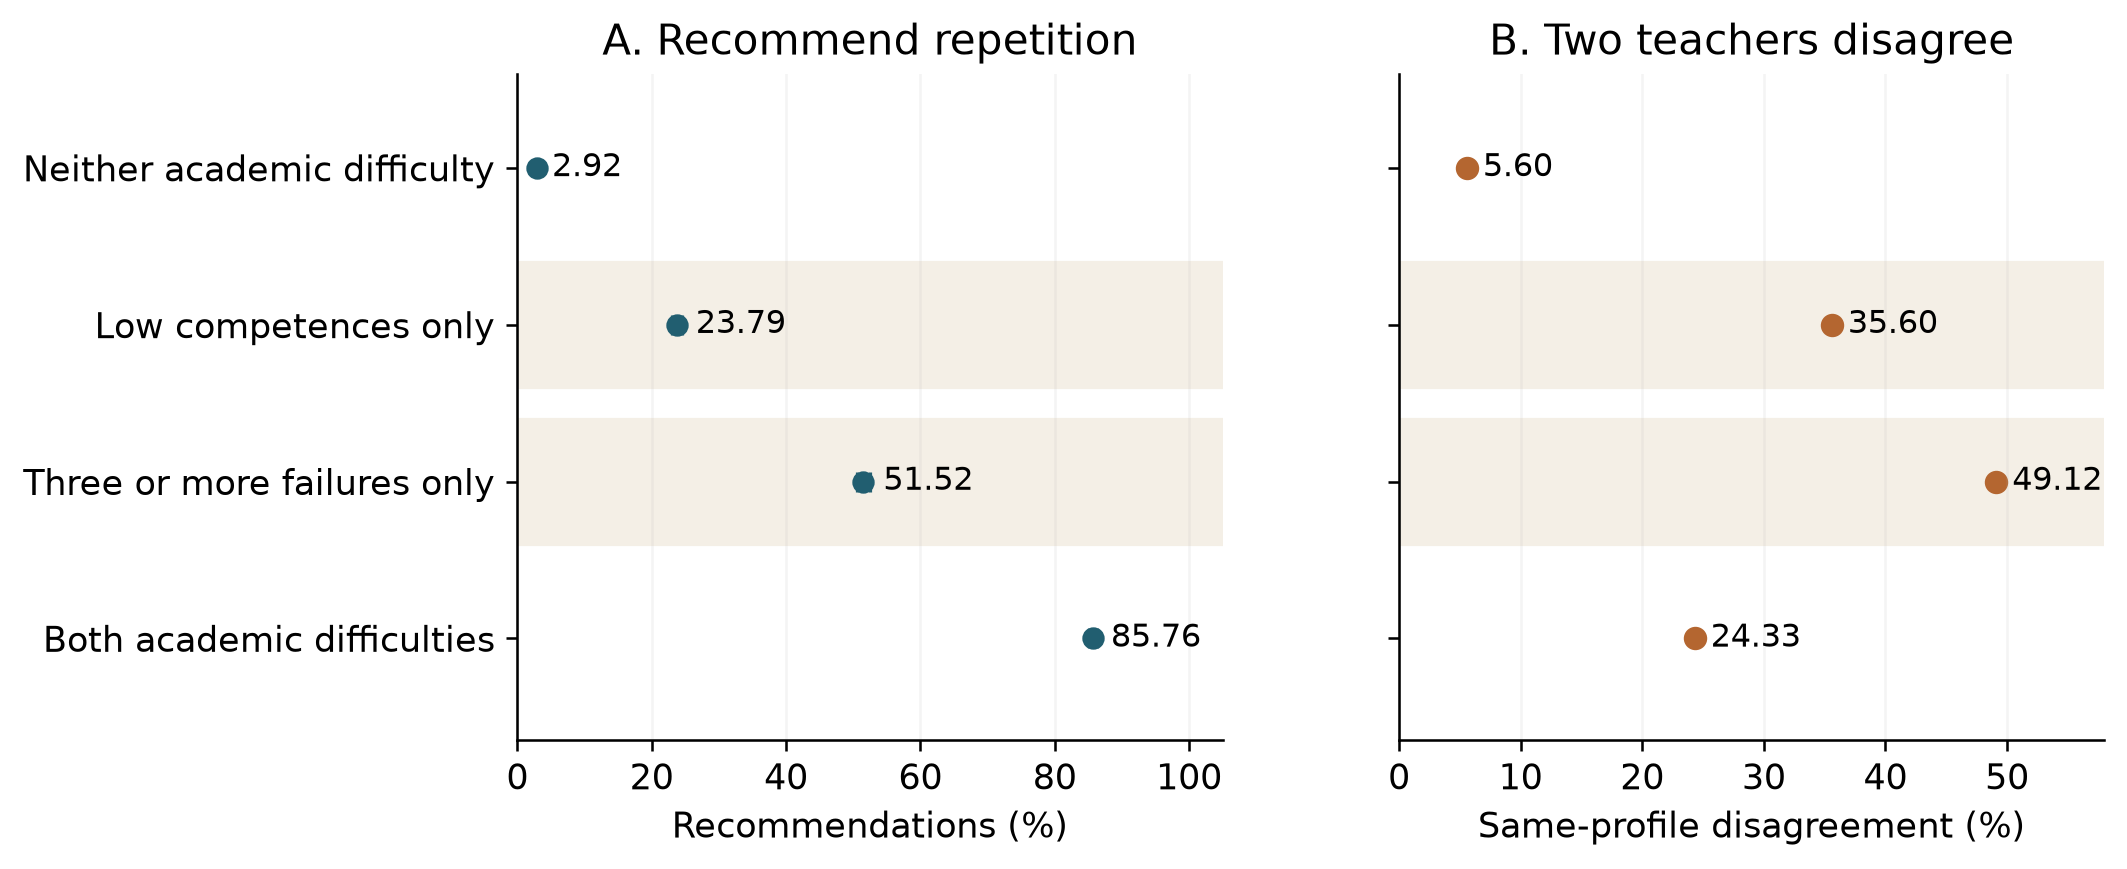 A. Recommend repetition
Neither academic difficulty
Low competences only
Three or more failures only
Both academic difficulties
2.92
23.79
51.52
85.76
0 20 40 60 80 100
Recommendations (%)
B. Two teachers disagree
5.60
35.60
49.12
24.33
0 10 20 30 40 50
Same-profile disagreement (%)